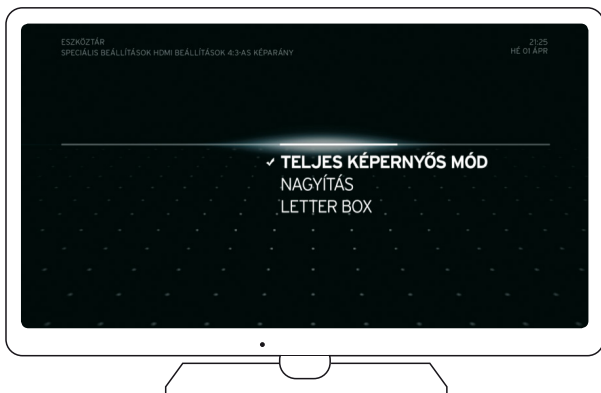 ESZKÖZTÁR
SPECIÁLIS BEÁLLÍTÁSOK HDMI BEÁLLÍTÁSOK 4:3-AS KÉPARÁNY
21:25
HÉ 01 ÁPR
✓ TELJES KÉPERNYŐS MÓD
NAGYÍTÁS
LETTER BOX